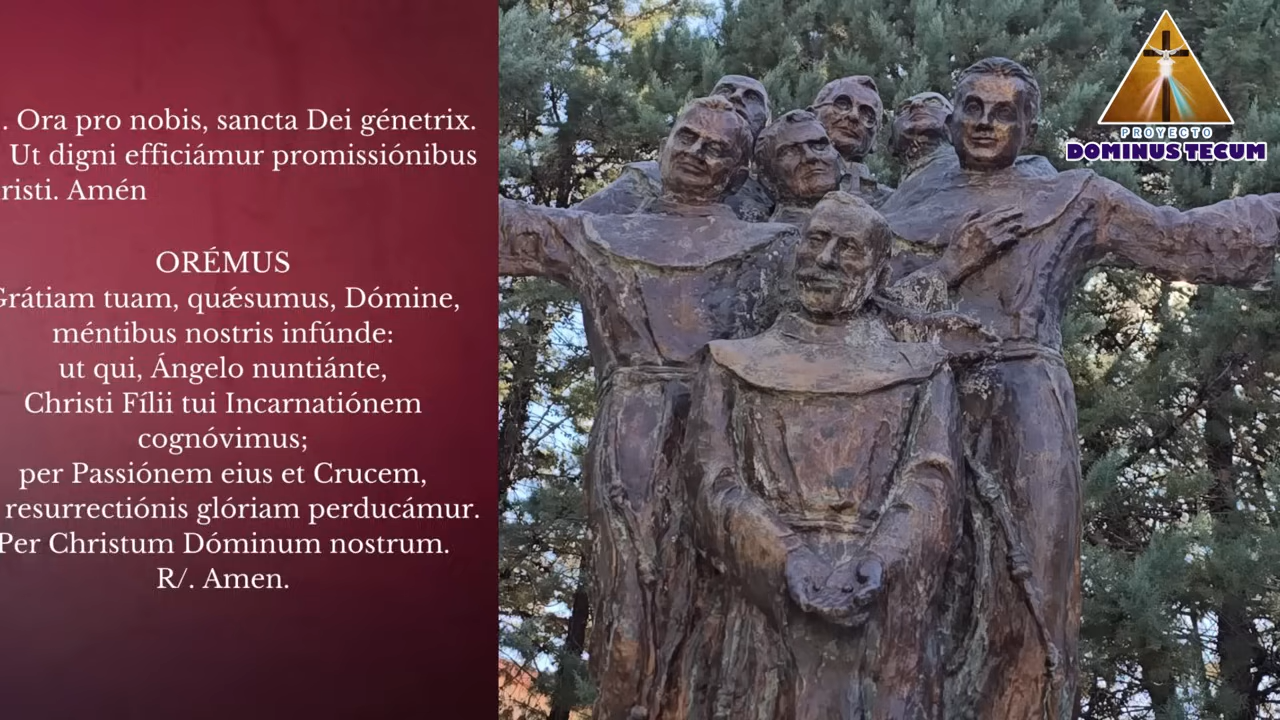 . Ora pro nobis, sancta Dei génetrix.
Ut digni efficiámur promissiónibus
risti. Amén
ORÉMUS
Grátiam tuam, quǽsumus, Dómine,
méntibus nostris infúnde:
ut qui, Ángelo nuntiánte,
Christi Fílii tui Incarnatiónem
cognóvimus;
per Passiónem eius et Crucem,
resurrectiónis glóriam perducámur.
Per Christum Dóminum nostrum.
R/. Amen.
PROYECTO
DOMINUS TECUM